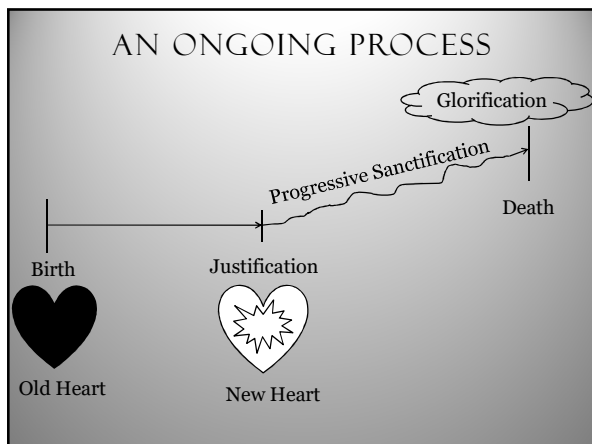 AN ONGOING PROCESS
Glorification
Progressive Sanctification
Death
Birth
Justification
Old Heart
New Heart